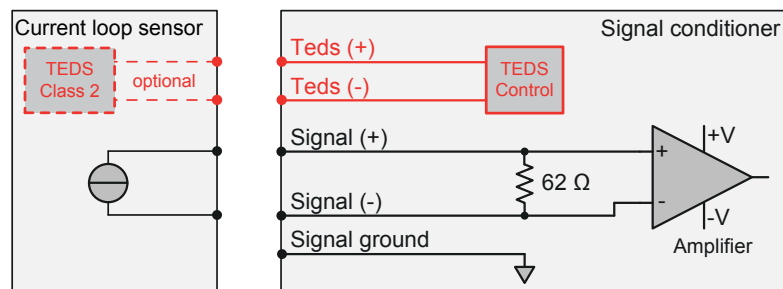 Current loop sensor
Signal conditioner
TEDS
Class 2
optional
Teds (+)
Teds (-)
TEDS
Control
Signal (+)
+
+V
62 Ω
Signal (-)
-
-V
Signal ground
Amplifier